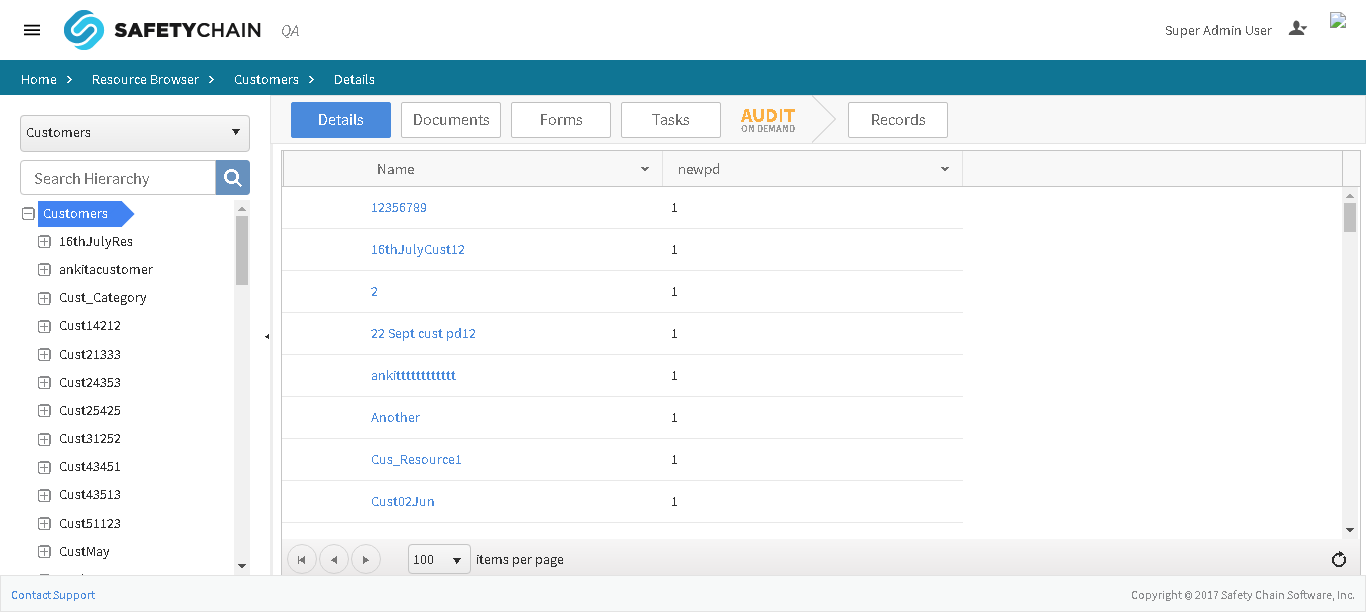 SAFETYCHAIN QA Super Admin User
Home Resource Browser Customers Details
Customers
Search Hierarchy
Customers
16thJulyRes
ankitacustomer
Cust_Category
Cust14212
Cust21333
Cust24353
Cust25425
Cust31252
Cust43451
Cust43513
Cust51123
CustMay
Details Documents Forms Tasks AUDIT ON DEMAND Records
Name newpd
12356789 1
16thJulyCust12 1
2 1
22 Sept cust pd12 1
ankitttttttttttt 1
Another 1
Cus_Resource1 1
Cust02Jun 1
100 items per page
Contact Support Copyright © 2017 Safety Chain Software, Inc.